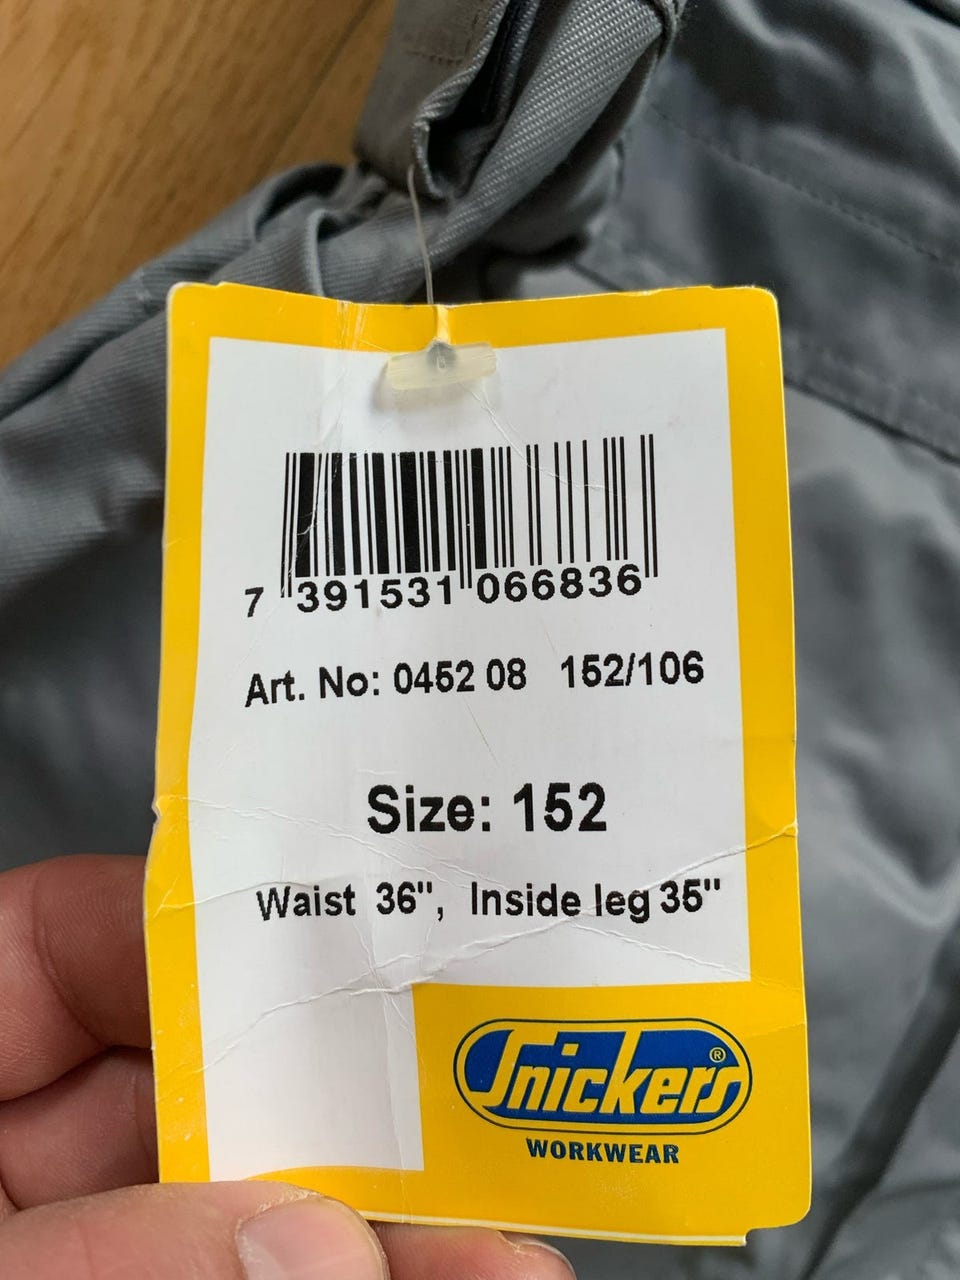 7 391531 066836
Art. No: 0452 08 152/106
Size: 152
Waist 36", Inside leg 35"
Snickers®
WORKWEAR